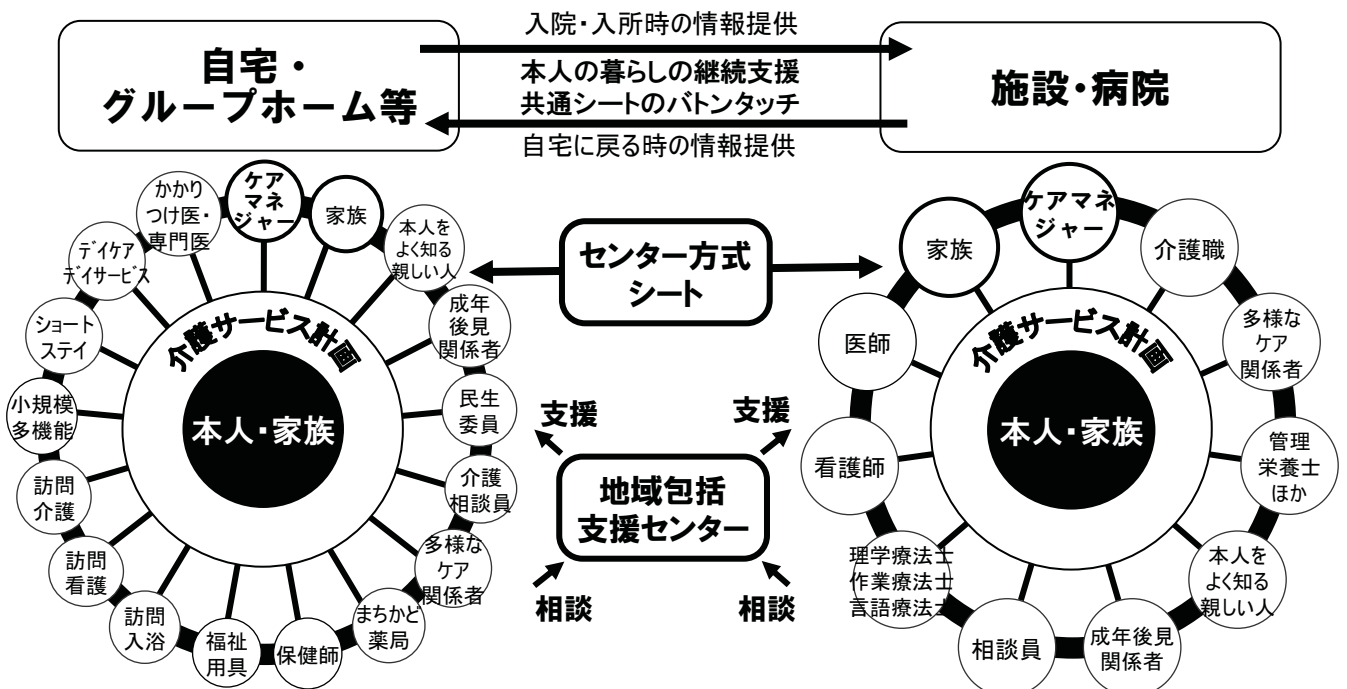 入院・入所時の情報提供
自宅・
グループホーム等
本人の暮らしの継続支援
共通シートのバトンタッチ
施設・病院
自宅に戻る時の情報提供
ケア
マネ
ジャー
家族
本人を
よく知る
親しい人
成年
後見
関係者
民生
委員
介護
相談員
多様な
ケア
関係者
まちかど
薬局
保健師
福祉
用具
訪問
入浴
訪問
看護
訪問
介護
小規模
多機能
ショート
ステイ
デイケア
デイサービス
かかり
つけ医・
専門医
介護サービス計画
本人・家族
センター方式
シート
支援
支援
地域包括
支援センター
相談
相談
ケアマネ
ジャー
介護職
多様な
ケア
関係者
管理
栄養士
ほか
本人を
よく知る
親しい人
成年後見
関係者
相談員
理学療法士
作業療法士
言語療法士
看護師
医師
家族
介護サービス計画
本人・家族